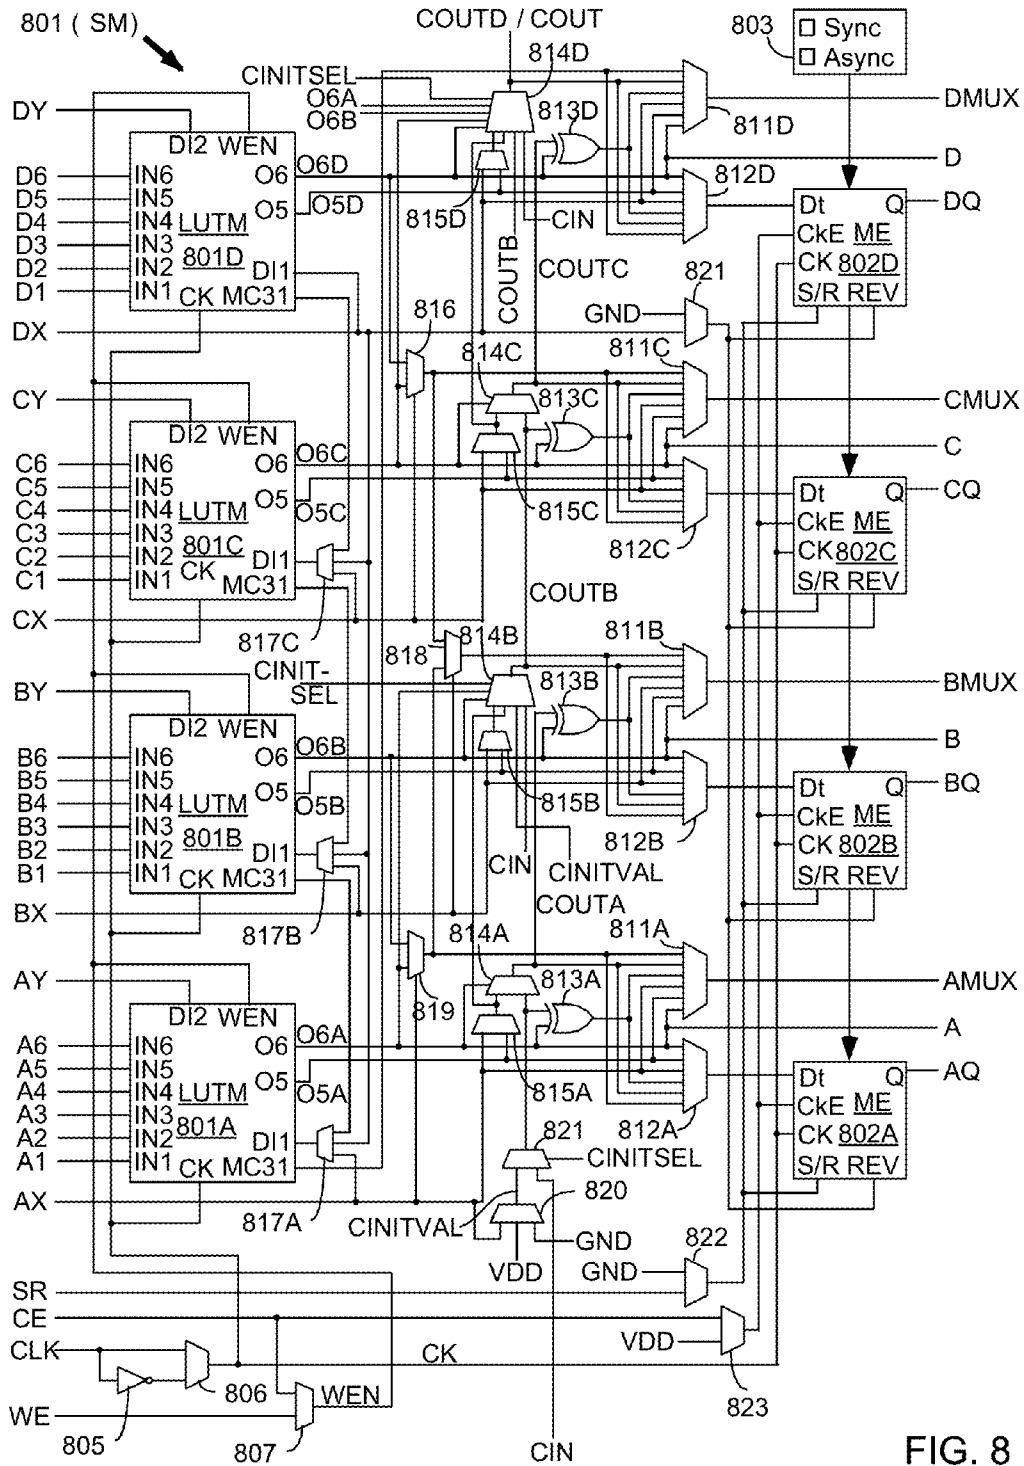 801 ( SM)
COUTD / COUT
803
Sync
Async
814D
CINITSEL
O6A
O6B
813D
DY
DMUX
811D
DI2 WEN
D
O6D
D6
IN6
O6
812D
D5
IN5
815D
Dt
Q
DQ
D4
IN4
LUTM
O5
O5D
CIN
D3
IN3
CkE ME
D2
IN2
801D
DI1
COUTB
COUTC
821
CK 802D
D1
IN1
CK MC31
S/R REV
GND
816
DX
814C
811C
CY
813C
CMUX
DI2 WEN
C
O6C
C6
IN6
O6
C5
IN5
Dt
Q
CQ
C4
IN4
LUTM
O5
O5C
815C
C3
IN3
812C
CkE ME
C2
IN2
801C
DI1
CK 802C
C1
IN1
CK
MC31
S/R REV
COUTB
CX
817C
818
814B
811B
CINIT-
SEL
813B
BY
BMUX
DI2 WEN
B
O6B
B6
IN6
O6
B5
IN5
Dt
Q
BQ
B4
IN4
LUTM
O5
O5B
815B
B3
IN3
812B
CkE ME
B2
IN2
801B
DI1
CIN
CINITVAL
CK 802B
B1
IN1
CK MC31
S/R REV
COUTA
BX
817B
814A
811A
AY
819
813A
AMUX
DI2 WEN
A
O6A
A6
IN6
O6
A5
IN5
Dt
Q
AQ
A4
IN4
LUTM
O5
O5A
815A
A3
IN3
812A
CkE ME
A2
IN2
801A
DI1
821
CK 802A
A1
IN1
CK MC31
CINITSEL
S/R REV
AX
817A
820
CINITVAL
GND
VDD
822
GND
SR
CE
CLK
CK
VDD
806
WEN
823
WE
805
807
CIN
FIG. 8